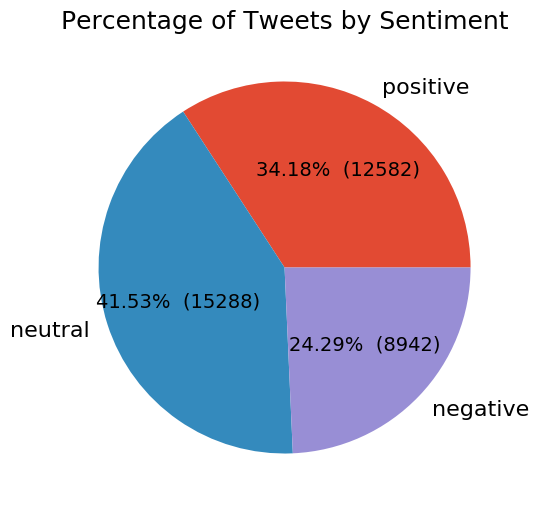 Percentage of Tweets by Sentiment
positive
34.18% (12582)
41.53% (15288)
neutral
24.29% (8942)
negative